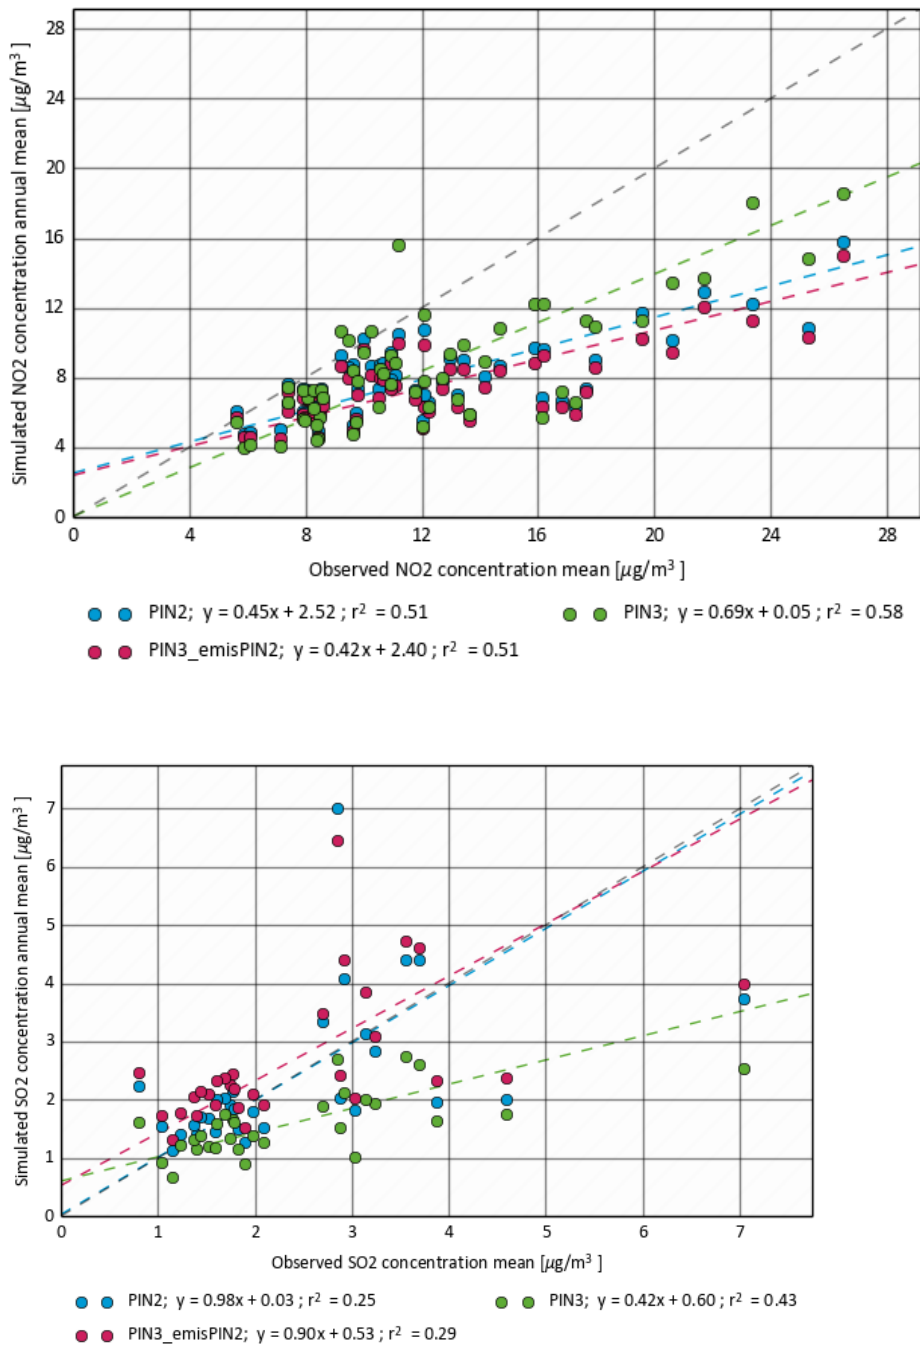 Simulated NO2 concentration annual mean [μg/m³ ]
28
24
20
16
12
8
4
0
0 4 8 12 16 20 24 28
Observed NO2 concentration mean [μg/m³ ]
PIN2; y = 0.45x + 2.52 ; r² = 0.51
PIN3; y = 0.69x + 0.05 ; r² = 0.58
PIN3_emisPIN2; y = 0.42x + 2.40 ; r² = 0.51
Simulated SO2 concentration annual mean [μg/m³ ]
7
6
5
4
3
2
1
0
0 1 2 3 4 5 6 7
Observed SO2 concentration mean [μg/m³ ]
PIN2; y = 0.98x + 0.03 ; r² = 0.25
PIN3; y = 0.42x + 0.60 ; r² = 0.43
PIN3_emisPIN2; y = 0.90x + 0.53 ; r² = 0.29